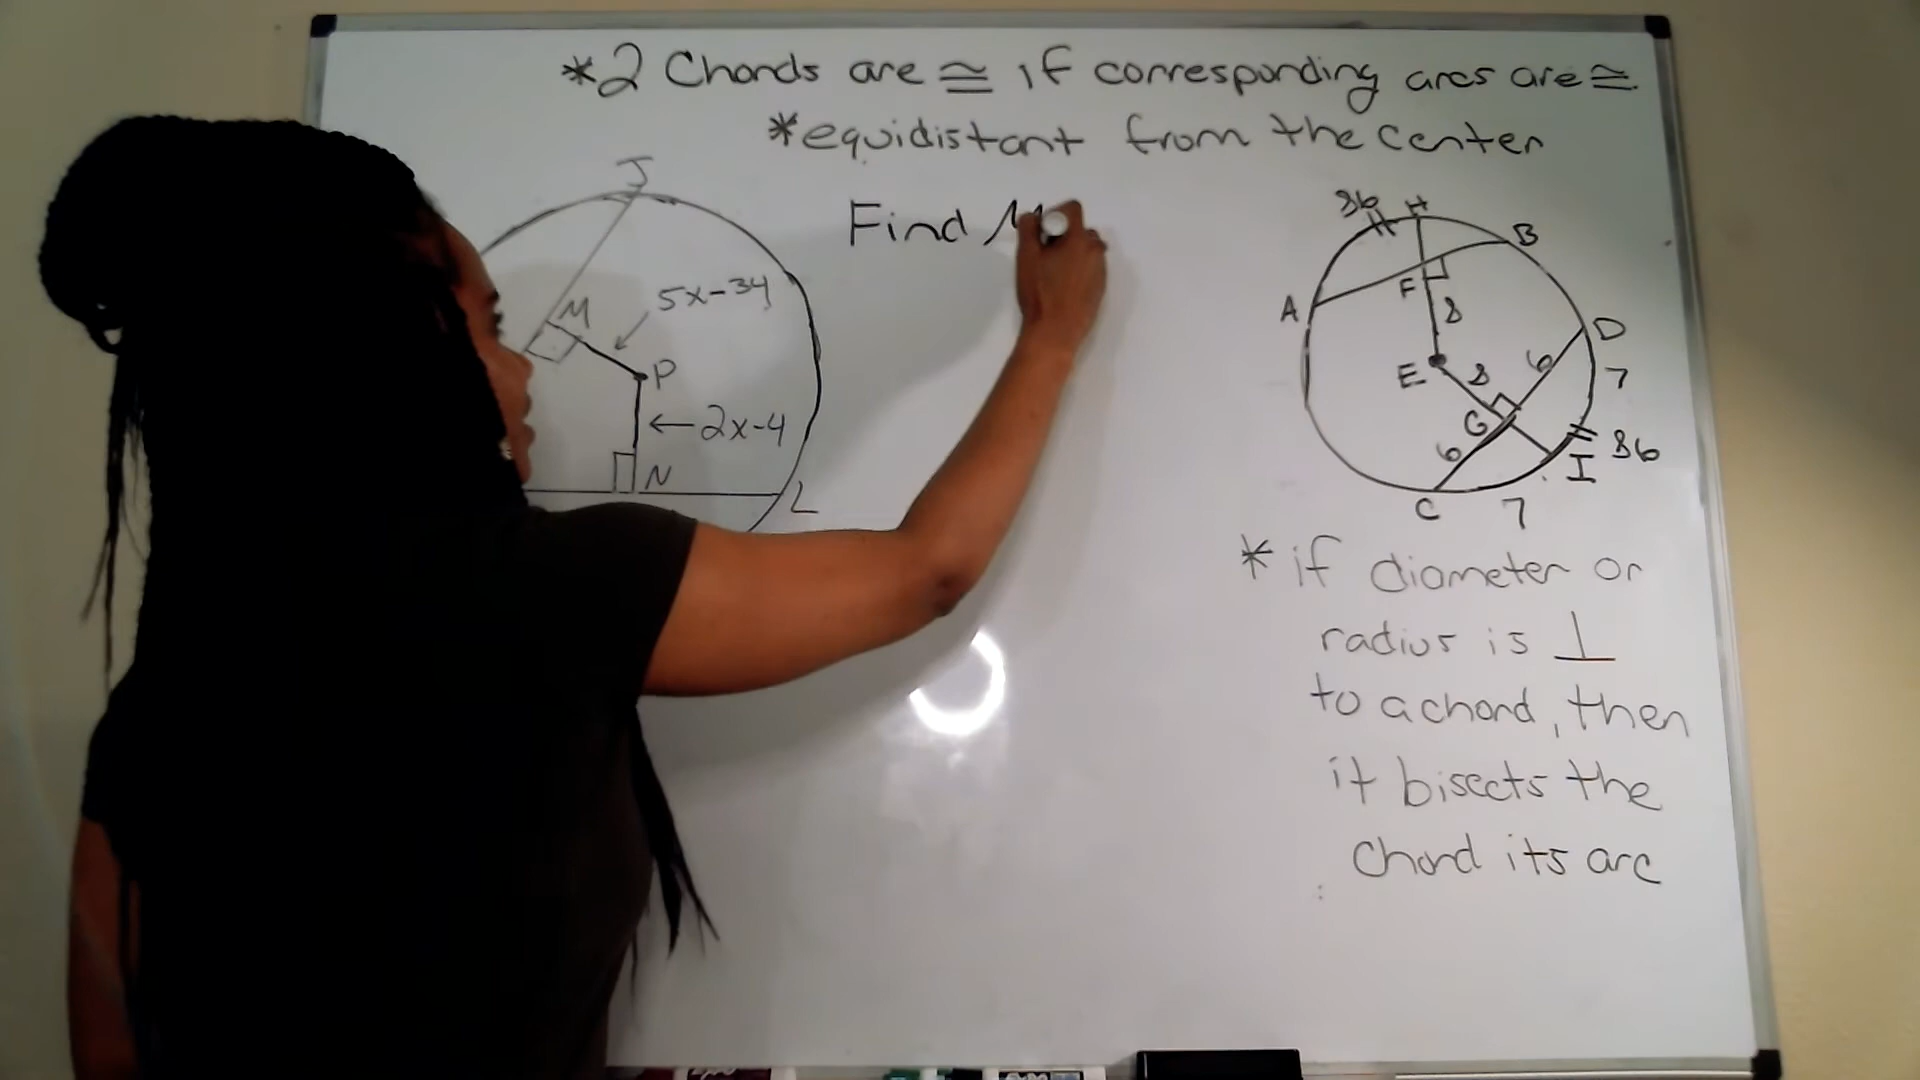 *2 Chords are ≅ if corresponding arcs are ≅
*equidistant from the center
J
Find M
M
5x-34
P
2x-4
N
L
36
H
B
F
A
8
D
E
8
6
7
G
6
36
I
C
7
* if diameter or
radius is ⊥
to a chord, then
it bisects the
chord its arc